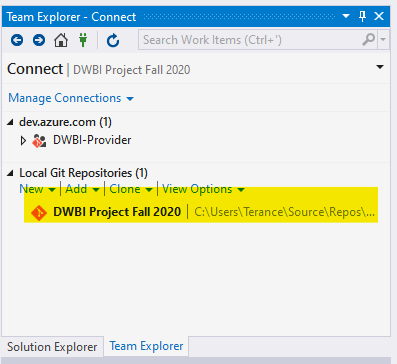 Team Explorer - Connect
Search Work Items (Ctrl+')
Connect | DWBI Project Fall 2020
Manage Connections
dev.azure.com (1)
DWBI-Provider
Local Git Repositories (1)
New | Add | Clone | View Options
DWBI Project Fall 2020 | C:\Users\Terance\Source\Repos\...
Solution Explorer Team Explorer